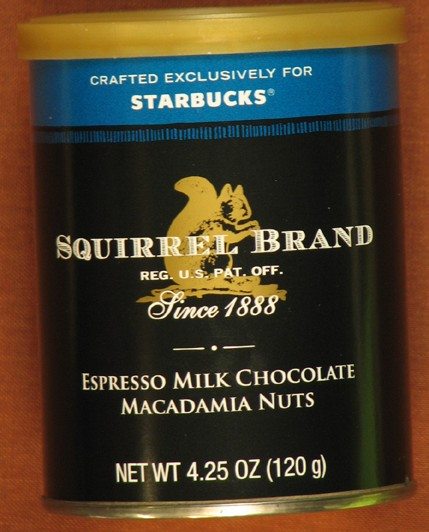 CRAFTED EXCLUSIVELY FOR
STARBUCKS®
SQUIRREL BRAND
REG. U.S. PAT. OFF.
Since 1888
ESPRESSO MILK CHOCOLATE
MACADAMIA NUTS
NET WT 4.25 OZ (120 g)